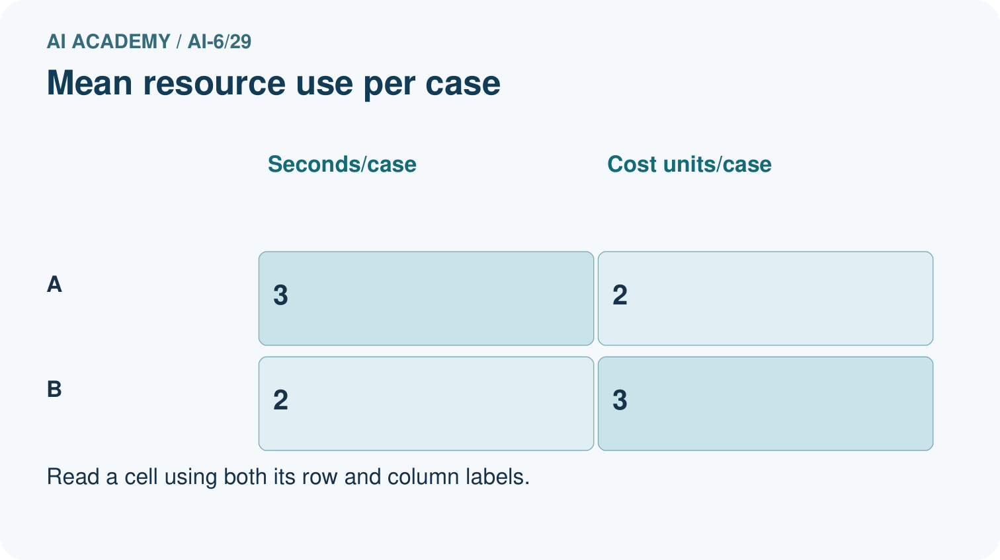 AI ACADEMY / AI-6/29
Mean resource use per case
Seconds/case Cost units/case
A 3 2
B 2 3
Read a cell using both its row and column labels.